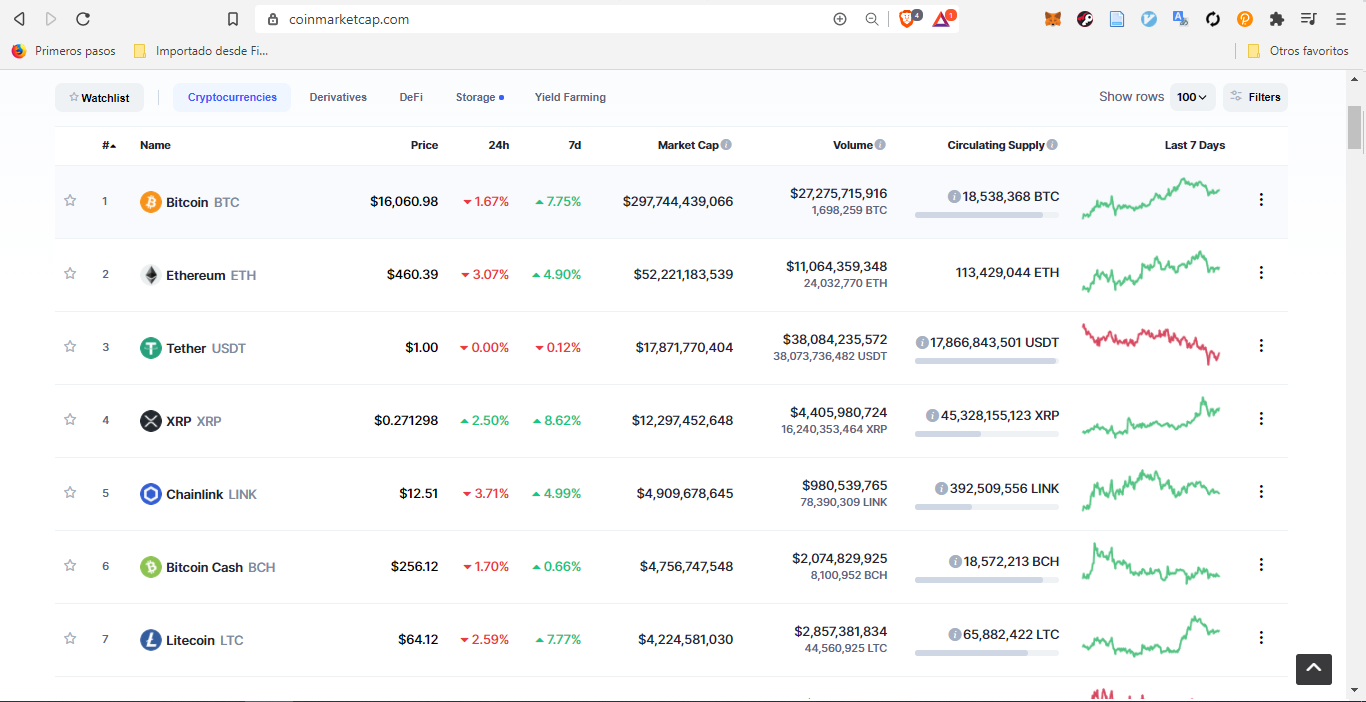 coinmarketcap.com 4 1
Primeros pasos Importado desde Fi... Otros favoritos
Watchlist Cryptocurrencies Derivatives DeFi Storage Yield Farming Show rows 100 Filters
# Name Price 24h 7d Market Cap Volume Circulating Supply Last 7 Days
1 Bitcoin BTC $16,060.98 1.67% 7.75% $297,744,439,066 $27,275,715,916 18,538,368 BTC
1,698,259 BTC
2 Ethereum ETH $460.39 3.07% 4.90% $52,221,183,539 $11,064,359,348 113,429,044 ETH
24,032,770 ETH
3 Tether USDT $1.00 0.00% 0.12% $17,871,770,404 $38,084,235,572 17,866,843,501 USDT
38,073,736,482 USDT
4 XRP XRP $0.271298 2.50% 8.62% $12,297,452,648 $4,405,980,724 45,328,155,123 XRP
16,240,353,464 XRP
5 Chainlink LINK $12.51 3.71% 4.99% $4,909,678,645 $980,539,765 392,509,556 LINK
78,390,309 LINK
6 Bitcoin Cash BCH $256.12 1.70% 0.66% $4,756,747,548 $2,074,829,925 18,572,213 BCH
8,100,952 BCH
7 Litecoin LTC $64.12 2.59% 7.77% $4,224,581,030 $2,857,381,834 65,882,422 LTC
44,560,925 LTC